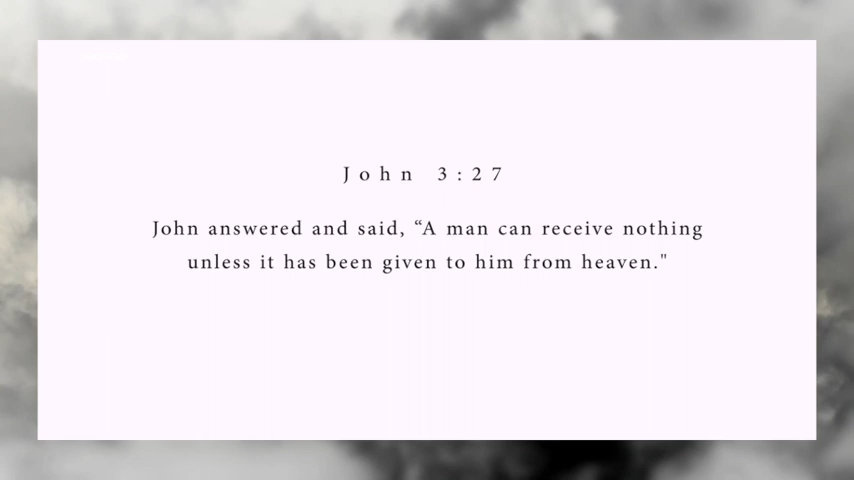 John 3:27
John answered and said, “A man can receive nothing
unless it has been given to him from heaven."